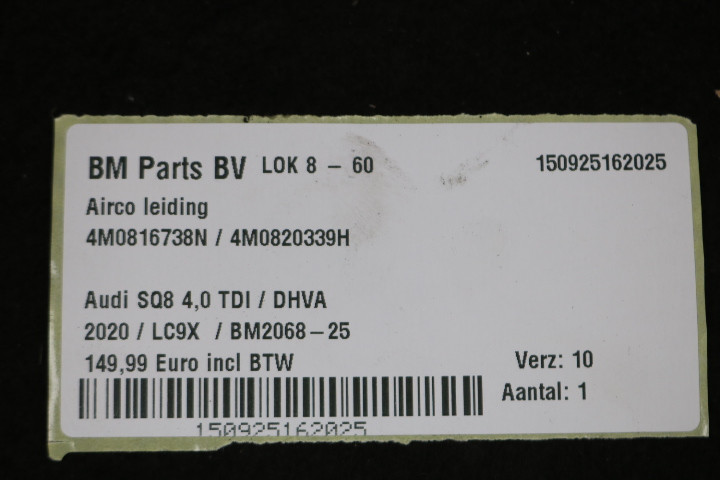 BM Parts BV LOK 8 - 60 150925162025
Airco leiding
4M0816738N / 4M0820339H
Audi SQ8 4,0 TDI / DHVA
2020 / LC9X / BM2068-25
149,99 Euro incl BTW Verz: 10
Aantal: 1
150925162025